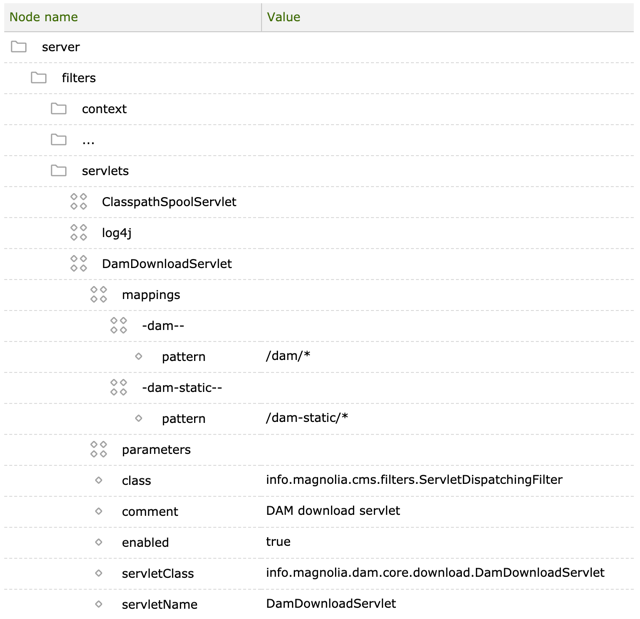 Node name Value
server
filters
context
...
servlets
ClasspathSpoolServlet
log4j
DamDownloadServlet
mappings
-dam--
pattern /dam/*
-dam-static--
pattern /dam-static/*
parameters
class info.magnolia.cms.filters.ServletDispatchingFilter
comment DAM download servlet
enabled true
servletClass info.magnolia.dam.core.download.DamDownloadServlet
servletName DamDownloadServlet